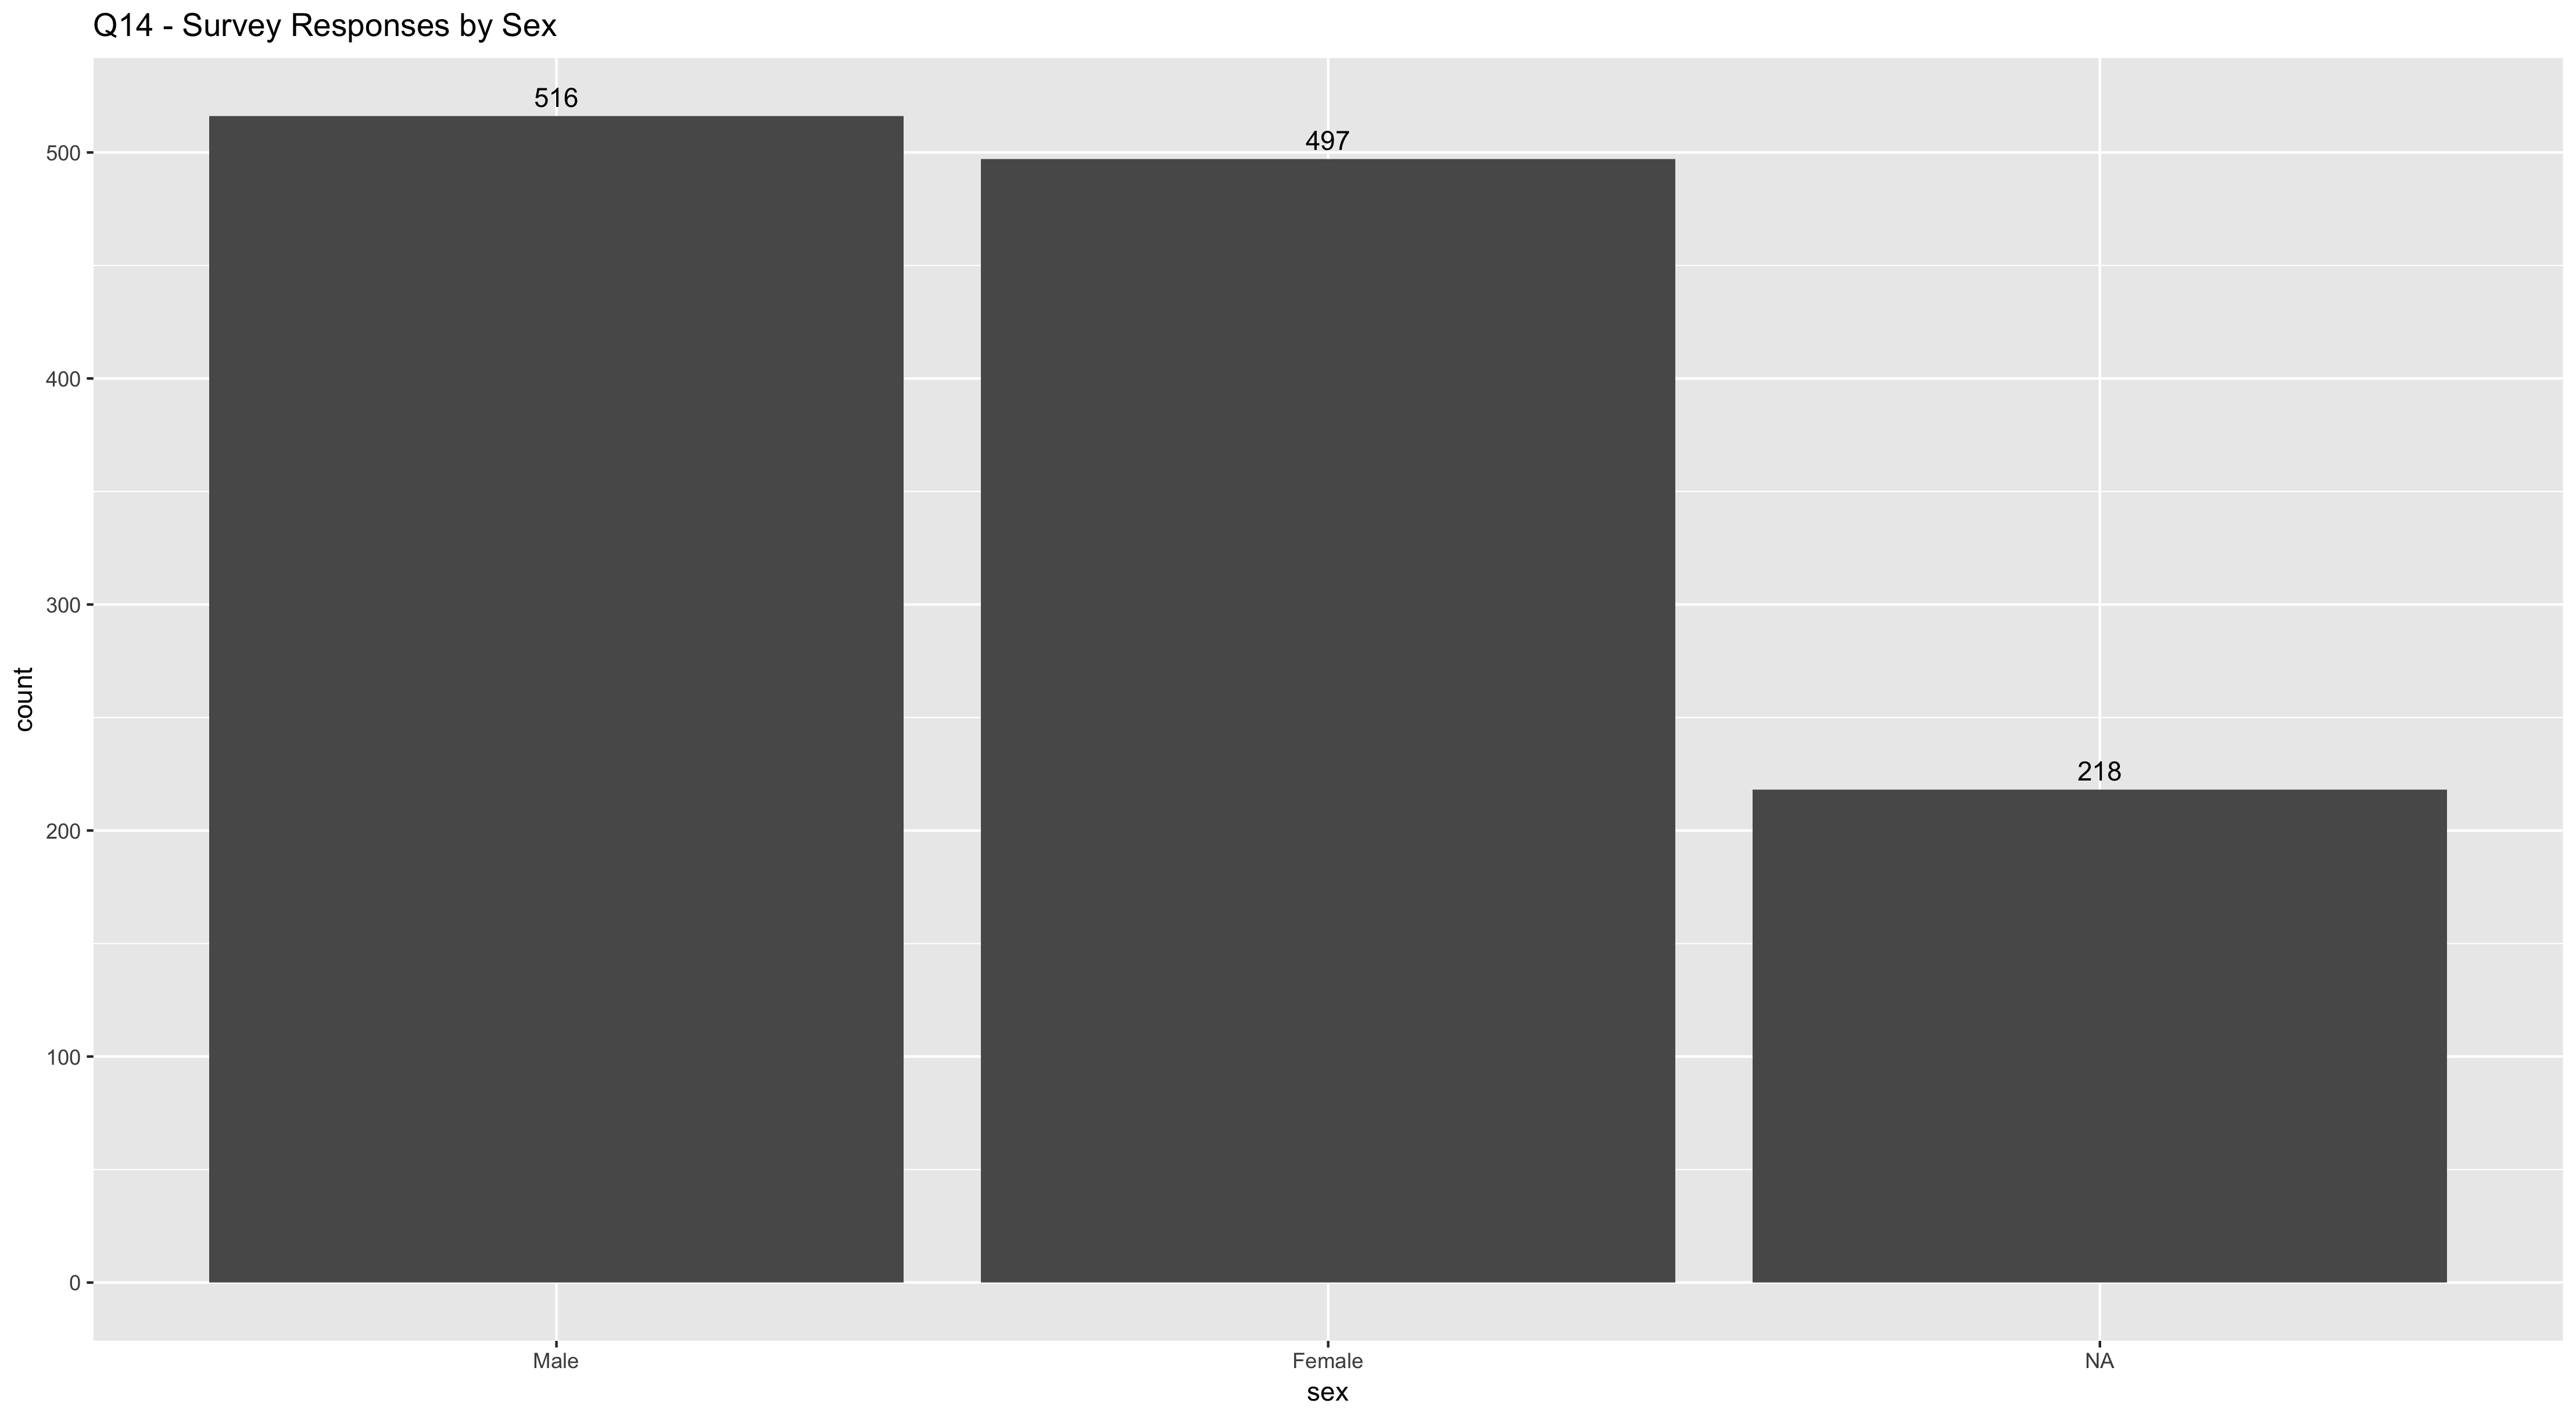 Q14 - Survey Responses by Sex
516
497
218
500
400
300
200
100
0
count
Male
Female
NA
sex